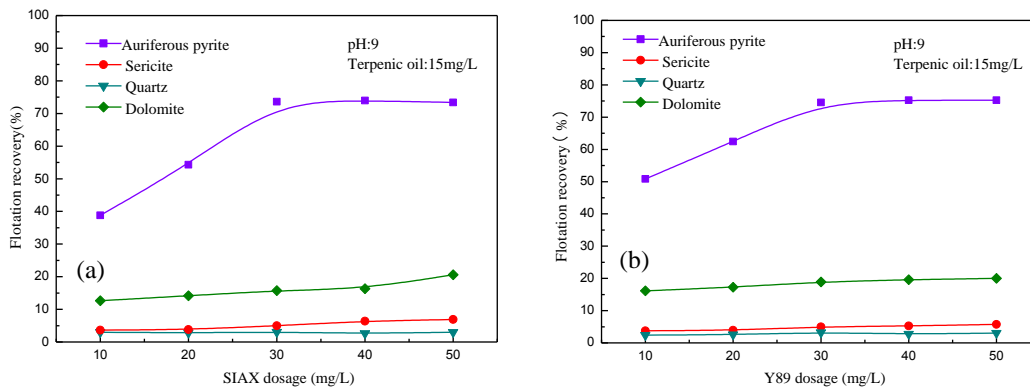 100
90
80
70
60
50
40
30
20
10
0
Flotation recovery(%)
Auriferous pyrite
Sericite
Quartz
Dolomite
pH:9
Terpenic oil:15mg/L
(a)
10 20 30 40 50
SIAX dosage (mg/L)
100
90
80
70
60
50
40
30
20
10
0
Flotation recovery ( %)
Auriferous pyrite
Sericite
Quartz
Dolomite
pH:9
Terpenic oil:15mg/L
(b)
10 20 30 40 50
Y89 dosage (mg/L)